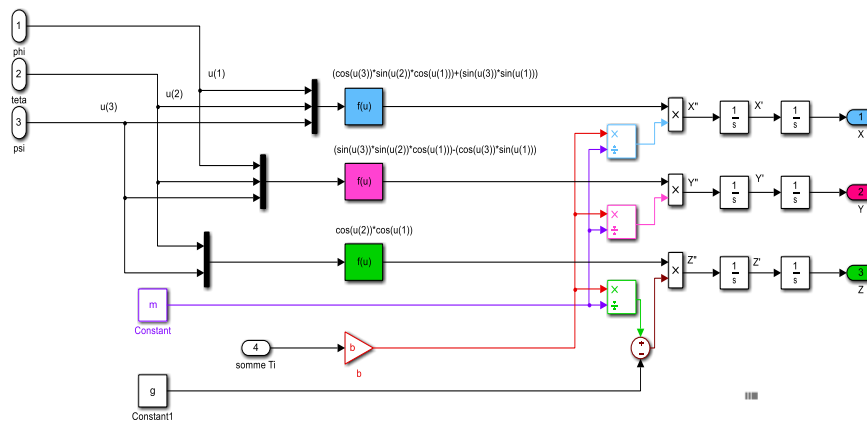 1
phi
2
teta
3
psi
u(1)
u(2)
u(3)
(cos(u(3))*sin(u(2))*cos(u(1)))+(sin(u(3))*sin(u(1)))
f(u)
(sin(u(3))*sin(u(2))*cos(u(1)))-(cos(u(3))*sin(u(1)))
f(u)
cos(u(2))*cos(u(1))
f(u)
× ÷
× ÷
× ÷
×
X"
1
s
X'
1
s
1
X
×
Y"
1
s
Y'
1
s
2
Y
×
Z"
1
s
Z'
1
s
3
Z
m
Constant
4
somme Ti
b
b
+
−
g
Constant1